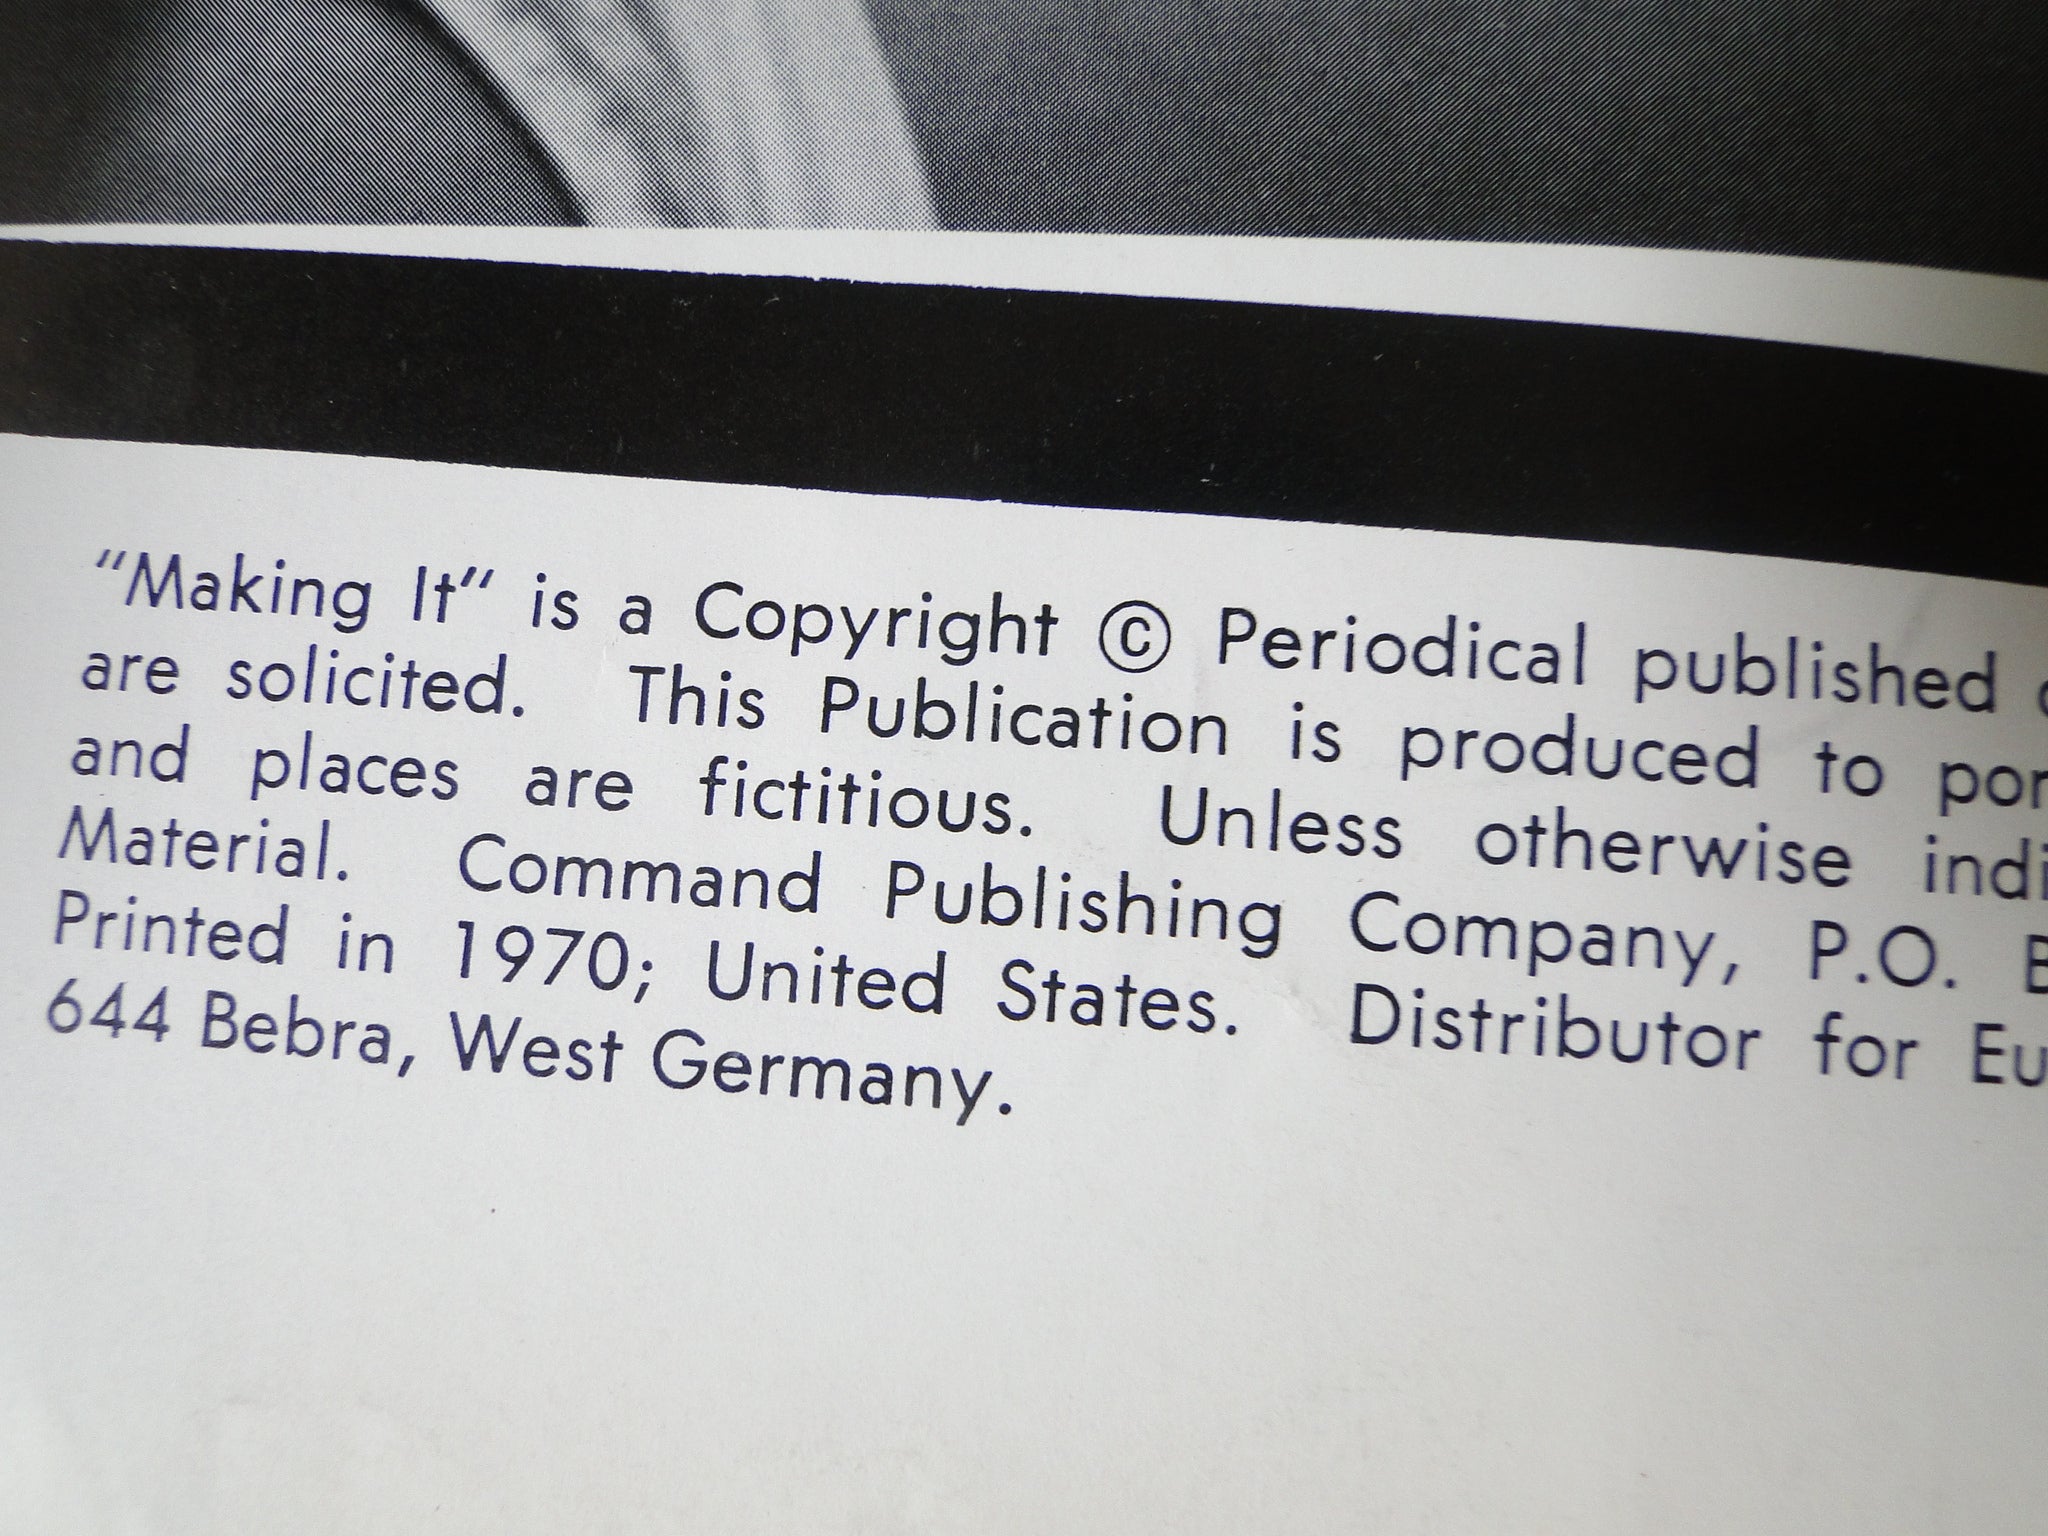 "Making It" is a Copyright © Periodical published
are solicited. This Publication is produced to
and places are fictitious. Unless otherwise
Material. Command Publishing Company, P.O.
Printed in 1970; United States. Distributor for
644 Bebra, West Germany.